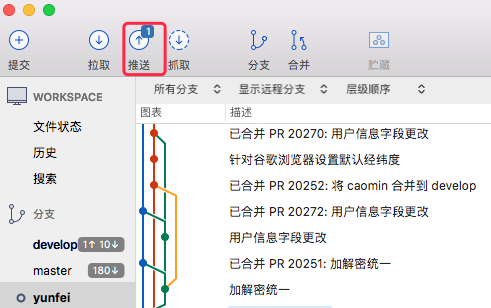 1
提交 拉取 推送 抓取 分支 合并 贮藏
所有分支 显示远程分支 层级顺序
WORKSPACE
图表 描述
文件状态
历史
搜索
分支
develop 1↑ 10↓
master 180↓
yunfei
已合并 PR 20270: 用户信息字段更改
针对谷歌浏览器设置默认经纬度
已合并 PR 20252: 将 caomin 合并到 develop
已合并 PR 20272: 用户信息字段更改
用户信息字段更改
已合并 PR 20251: 加解密统一
加解密统一